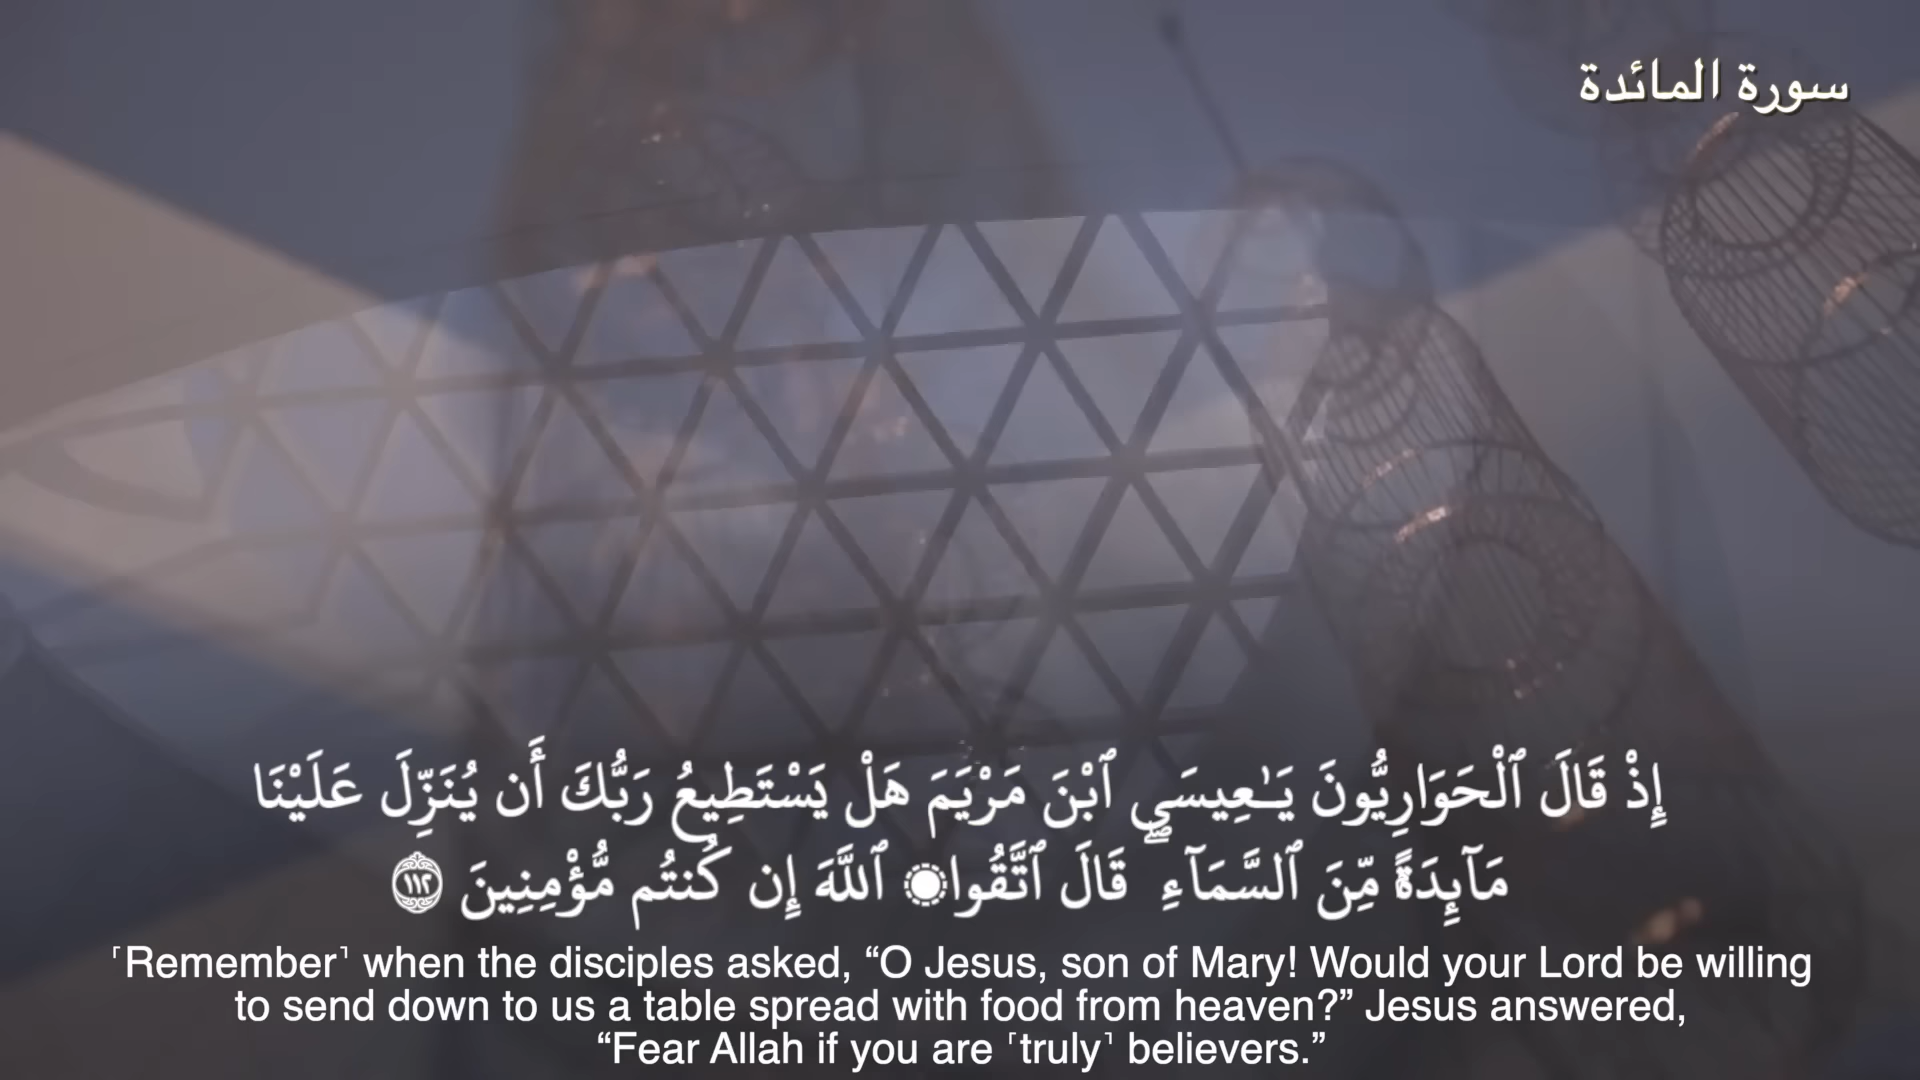 سورة المائدة
إِذْ قَالَ ٱلْحَوَارِيُّونَ يَـٰعِيسَى ٱبْنَ مَرْيَمَ هَلْ يَسْتَطِيعُ رَبُّكَ أَن يُنَزِّلَ عَلَيْنَا
مَآئِدَةً مِّنَ ٱلسَّمَآءِ ۖ قَالَ ٱتَّقُوا۟ ٱللَّهَ إِن كُنتُم مُّؤْمِنِينَ ١١٢
˹Remember˺ when the disciples asked, “O Jesus, son of Mary! Would your Lord be willing
to send down to us a table spread with food from heaven?” Jesus answered,
“Fear Allah if you are ˹truly˺ believers.”